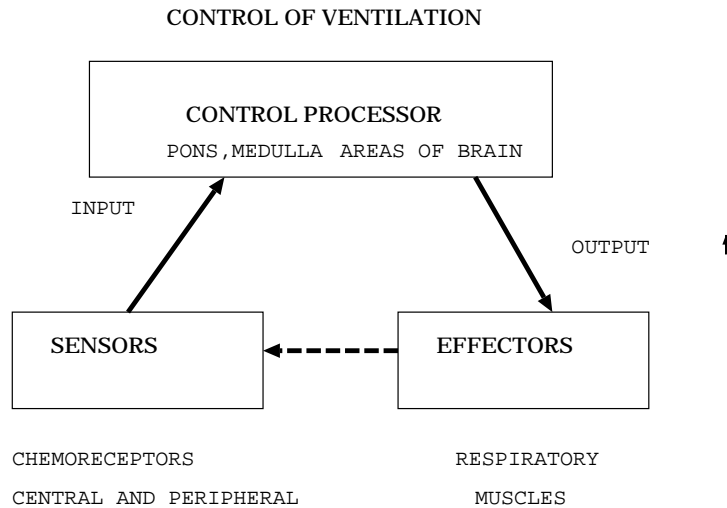 CONTROL OF VENTILATION
CONTROL PROCESSOR
PONS,MEDULLA AREAS OF BRAIN
INPUT
OUTPUT
SENSORS
EFFECTORS
CHEMORECEPTORS
CENTRAL AND PERIPHERAL
RESPIRATORY
MUSCLES